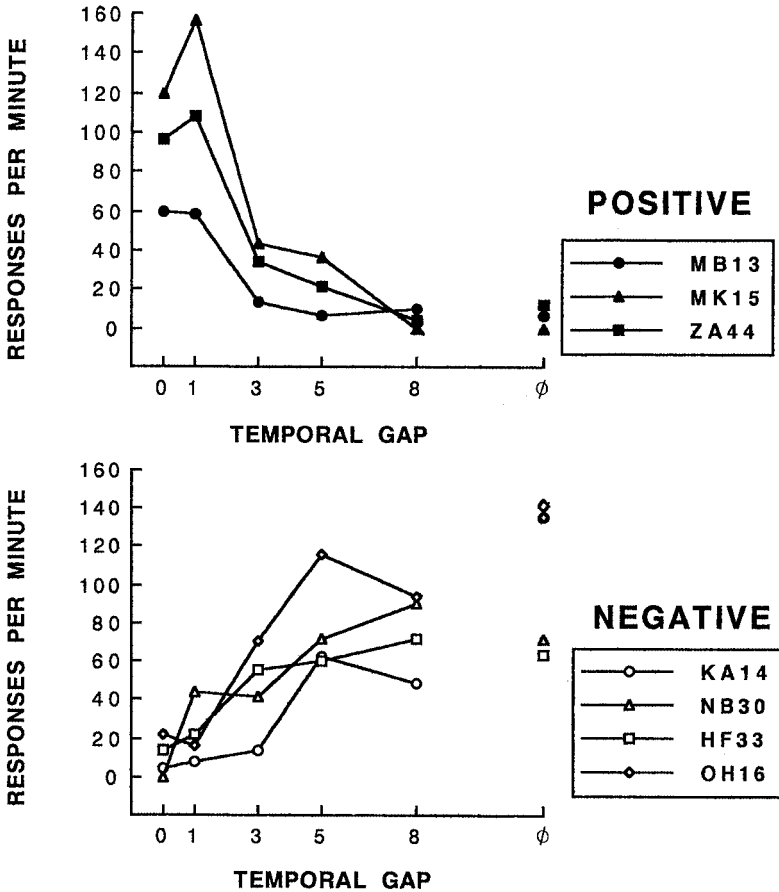 RESPONSES PER MINUTE
160
140
120
100
80
60
40
20
0
0 1 3 5 8 ϕ
TEMPORAL GAP
POSITIVE
MB13
MK15
ZA44
RESPONSES PER MINUTE
160
140
120
100
80
60
40
20
0
0 1 3 5 8 ϕ
TEMPORAL GAP
NEGATIVE
KA14
NB30
HF33
OH16